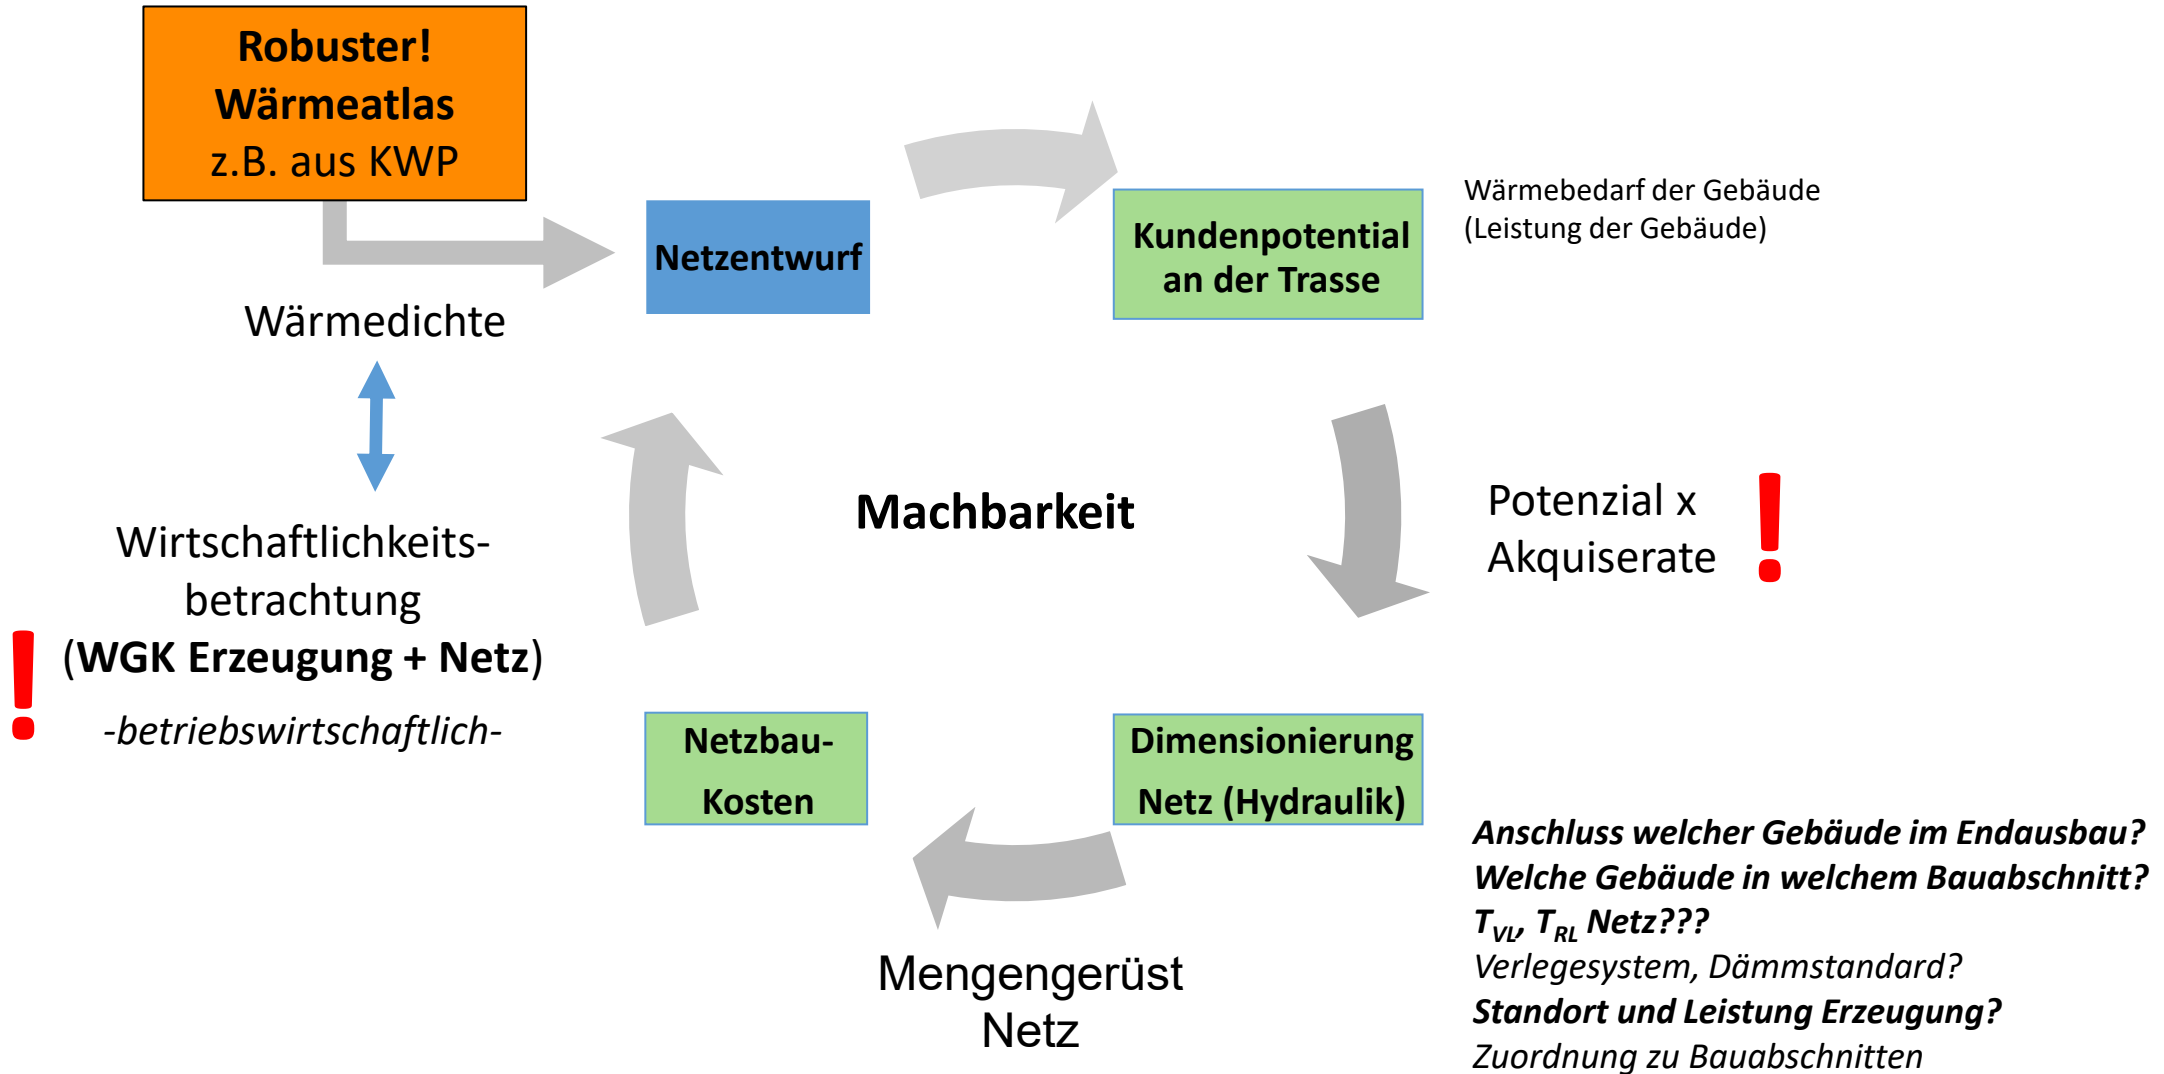 Robuster!
Wärmeatlas
z.B. aus KWP
Netzentwurf
Kundenpotential
an der Trasse
Wärmebedarf der Gebäude
(Leistung der Gebäude)
Wärmedichte
Machbarkeit
Potenzial x
Akquiserate
!
Wirtschaftlichkeits-
betrachtung
(WGK Erzeugung + Netz)
-betriebswirtschaftlich-
!
Netzbau-
Kosten
Dimensionierung
Netz (Hydraulik)
Mengengerüst
Netz
Anschluss welcher Gebäude im Endausbau?
Welche Gebäude in welchem Bauabschnitt?
T_VL, T_RL Netz???
Verlegesystem, Dämmstandard?
Standort und Leistung Erzeugung?
Zuordnung zu Bauabschnitten